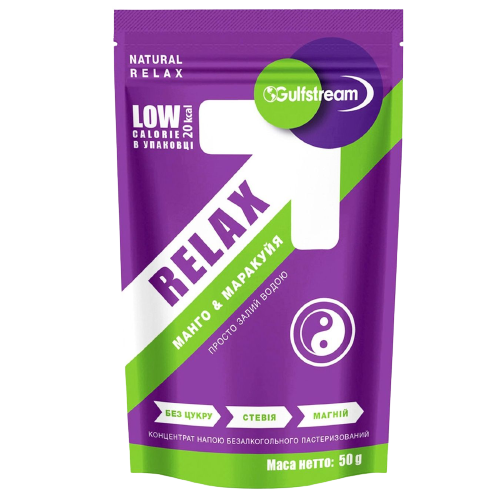 NATURAL
RELAX
Gulfstream
LOW
CALORIE
В УПАКОВЦІ
20 kcal
RELAX
МАНГО & МАРАКУЙЯ
ПРОСТО ЗАЛИЙ ВОДОЮ
БЕЗ ЦУКРУ
СТЕВІЯ
МАГНІЙ
КОНЦЕНТРАТ НАПОЮ БЕЗАЛКОГОЛЬНОГО ПАСТЕРИЗОВАНИЙ
Маса нетто: 50 g